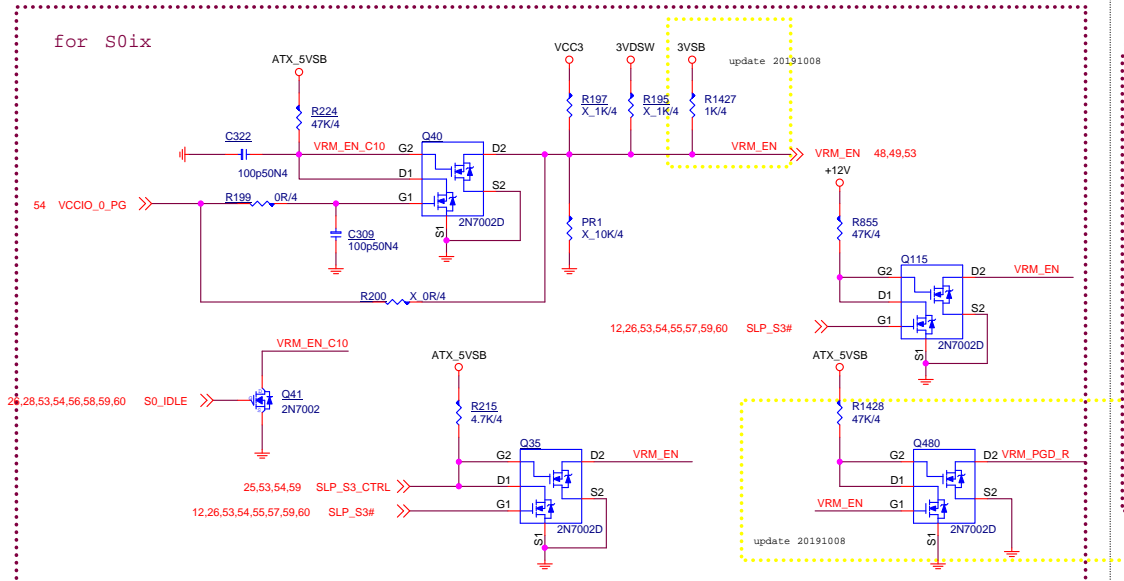 for S0ix
ATX_5VSB
VCC3
3VDSW
3VSB
update 20191008
R224
47K/4
R197
X_1K/4
R195
X_1K/4
R1427
1K/4
C322
100p50N4
VRM_EN_C10
Q40
G2
D2
D1
S2
G1
S1
2N7002D
VRM_EN
VRM_EN 48,49,53
54 VCCIO_0_PG
R199
0R/4
C309
100p50N4
PR1
X_10K/4
R200
X_0R/4
+12V
R855
47K/4
Q115
G2
D2
VRM_EN
D1
S2
G1
S1
2N7002D
12,26,53,54,55,57,59,60 SLP_S3#
VRM_EN_C10
28,53,54,56,58,59,60 S0_IDLE
Q41
2N7002
ATX_5VSB
R215
4.7K/4
Q35
G2
D2
VRM_EN
D1
S2
G1
S1
2N7002D
25,53,54,59 SLP_S3_CTRL
12,26,53,54,55,57,59,60 SLP_S3#
ATX_5VSB
R1428
47K/4
Q480
G2
D2
VRM_PGD_R
D1
S2
VRM_EN
G1
S1
2N7002D
update 20191008